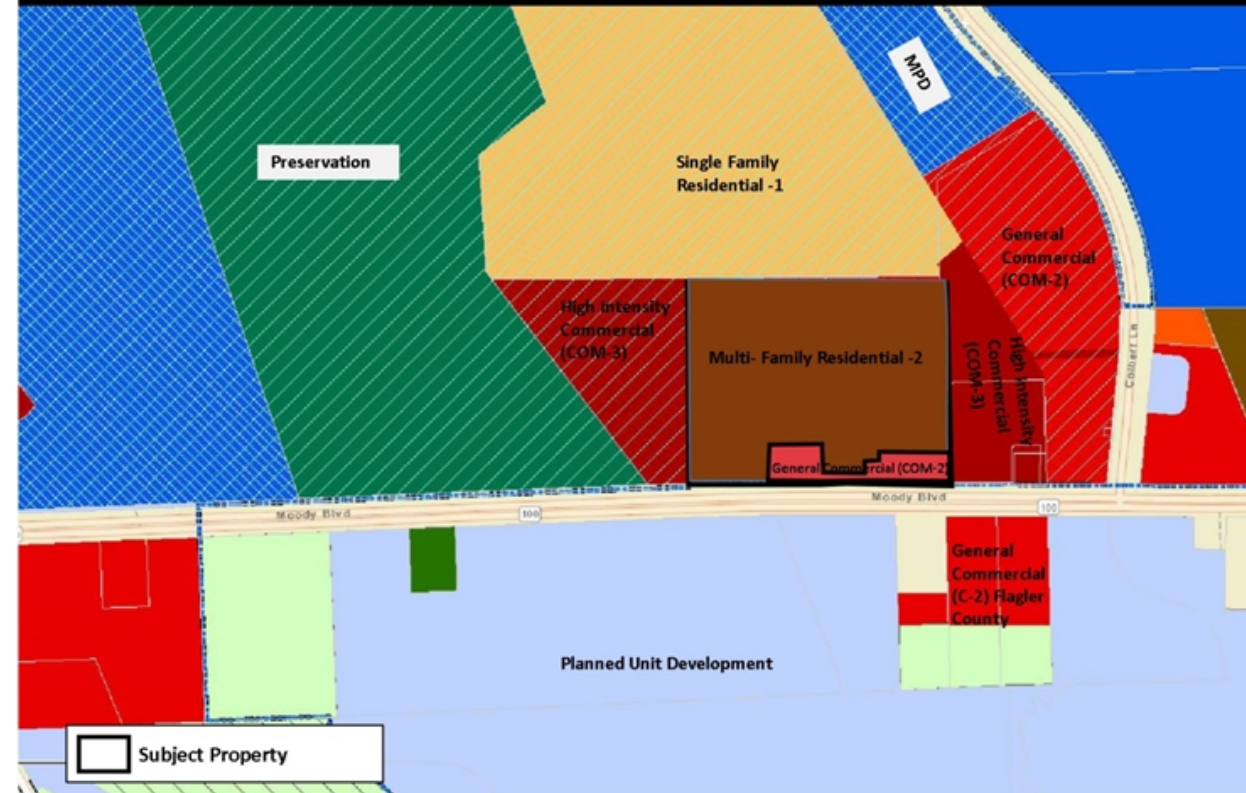 MPD
Preservation
Single Family
Residential -1
General
Commercial
(COM-2)
High Intensity
Commercial
(COM-3)
Multi- Family Residential -2
High Intensity
Commercial
(COM-3)
Colbert Ln
General Commercial (COM-2)
Moody Blvd
100
Moody Blvd
100
General
Commercial
(C-2) Flagler
County
Planned Unit Development
Subject Property